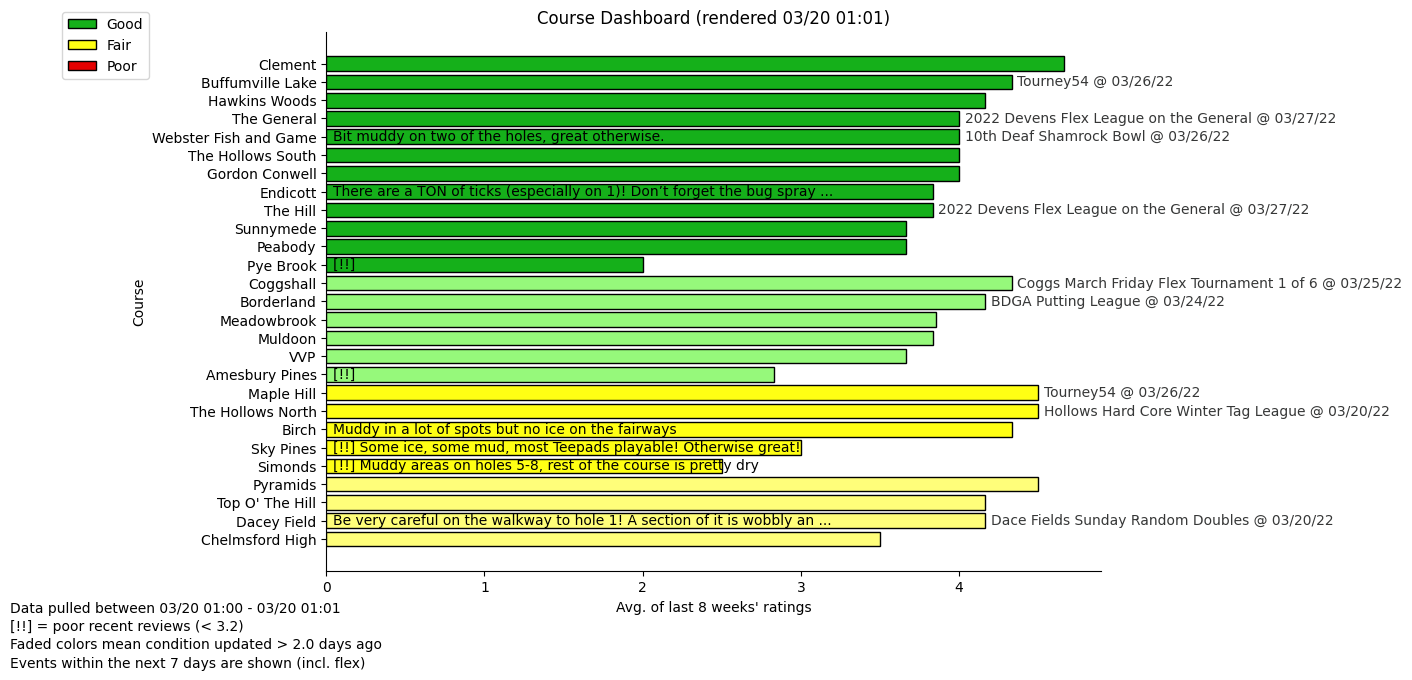 Course Dashboard (rendered 03/20 01:01)
Good
Fair
Poor
Course
Clement
Buffumville Lake Tourney54 @ 03/26/22
Hawkins Woods
The General 2022 Devens Flex League on the General @ 03/27/22
Webster Fish and Game Bit muddy on two of the holes, great otherwise. 10th Deaf Shamrock Bowl @ 03/26/22
The Hollows South
Gordon Conwell
Endicott There are a TON of ticks (especially on 1)! Don’t forget the bug spray ...
The Hill 2022 Devens Flex League on the General @ 03/27/22
Sunnymede
Peabody
Pye Brook [!!]
Coggshall Coggs March Friday Flex Tournament 1 of 6 @ 03/25/22
Borderland BDGA Putting League @ 03/24/22
Meadowbrook
Muldoon
VVP
Amesbury Pines [!!]
Maple Hill Tourney54 @ 03/26/22
The Hollows North Hollows Hard Core Winter Tag League @ 03/20/22
Birch Muddy in a lot of spots but no ice on the fairways
Sky Pines [!!] Some ice, some mud, most Teepads playable! Otherwise great!
Simonds [!!] Muddy areas on holes 5-8, rest of the course is pretty dry
Pyramids
Top O' The Hill
Dacey Field Be very careful on the walkway to hole 1! A section of it is wobbly an ... Dace Fields Sunday Random Doubles @ 03/20/22
Chelmsford High
0 1 2 3 4
Avg. of last 8 weeks' ratings
Data pulled between 03/20 01:00 - 03/20 01:01
[!!] = poor recent reviews (< 3.2)
Faded colors mean condition updated > 2.0 days ago
Events within the next 7 days are shown (incl. flex)